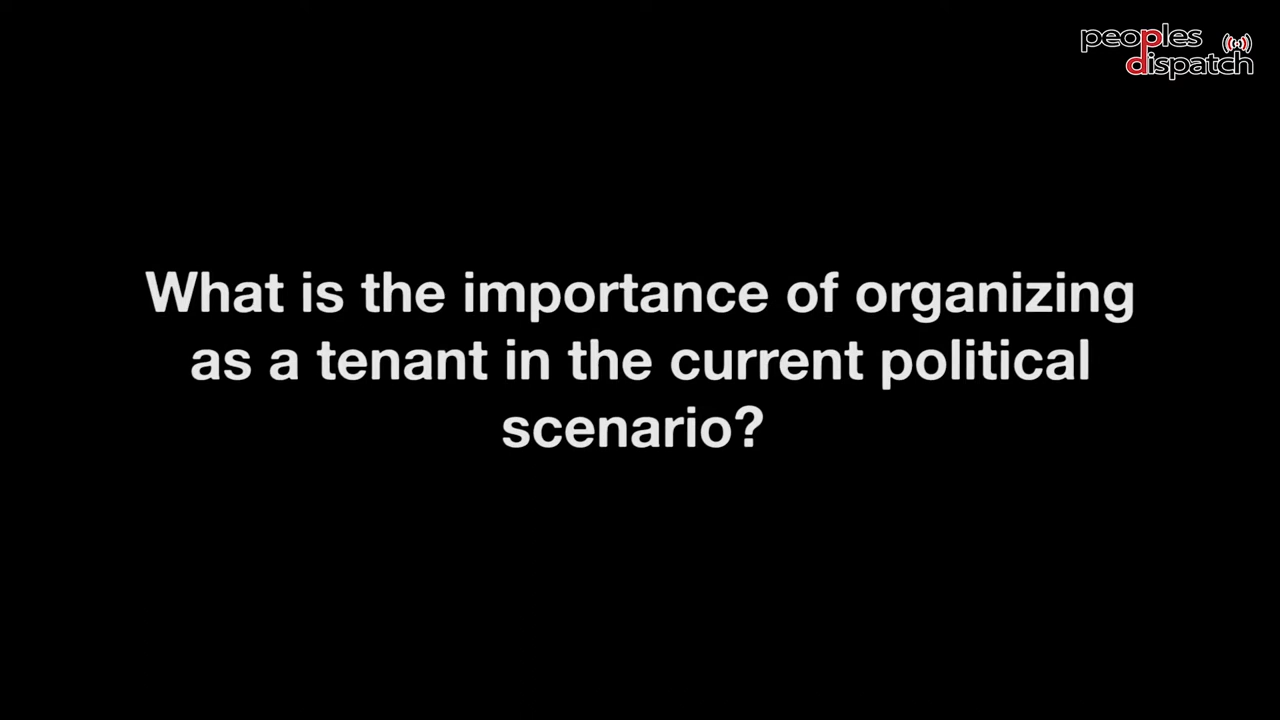 peoples
dispatch
What is the importance of organizing
as a tenant in the current political
scenario?